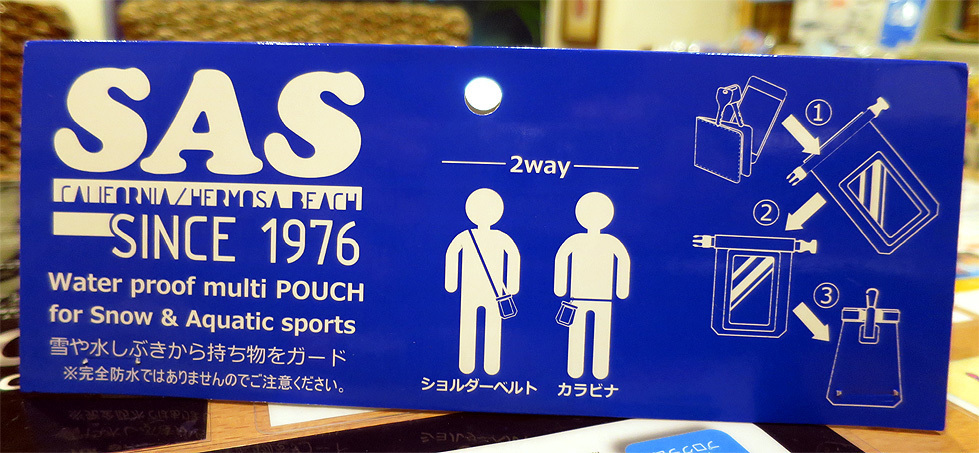 SAS
CALIFORNIA/HERMOSA BEACH
SINCE 1976
Water proof multi POUCH
for Snow & Aquatic sports
雪や水しぶきから持ち物をガード
※完全防水ではありませんのでご注意ください。
2way
ショルダーベルト
カラビナ
①
②
③